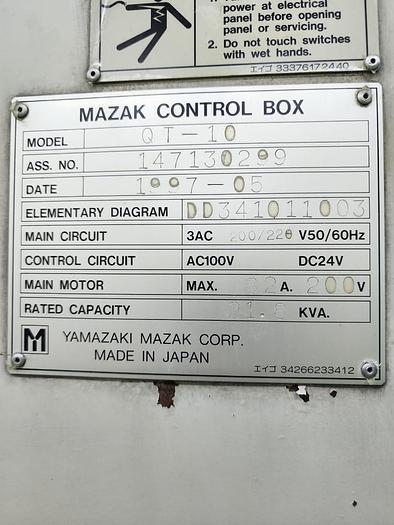 power at electrical
panel before opening
panel or servicing.
2. Do not touch switches
with wet hands.
エイゴ 33376172440
MAZAK CONTROL BOX
MODEL QT-10
ASS. NO. 147130299
DATE 1997-05
ELEMENTARY DIAGRAM DD341011003
MAIN CIRCUIT 3AC 200/220 V50/60Hz
CONTROL CIRCUIT AC100V DC24V
MAIN MOTOR MAX. A. 200V
RATED CAPACITY KVA.
M YAMAZAKI MAZAK CORP.
MADE IN JAPAN
エイゴ 34266233412